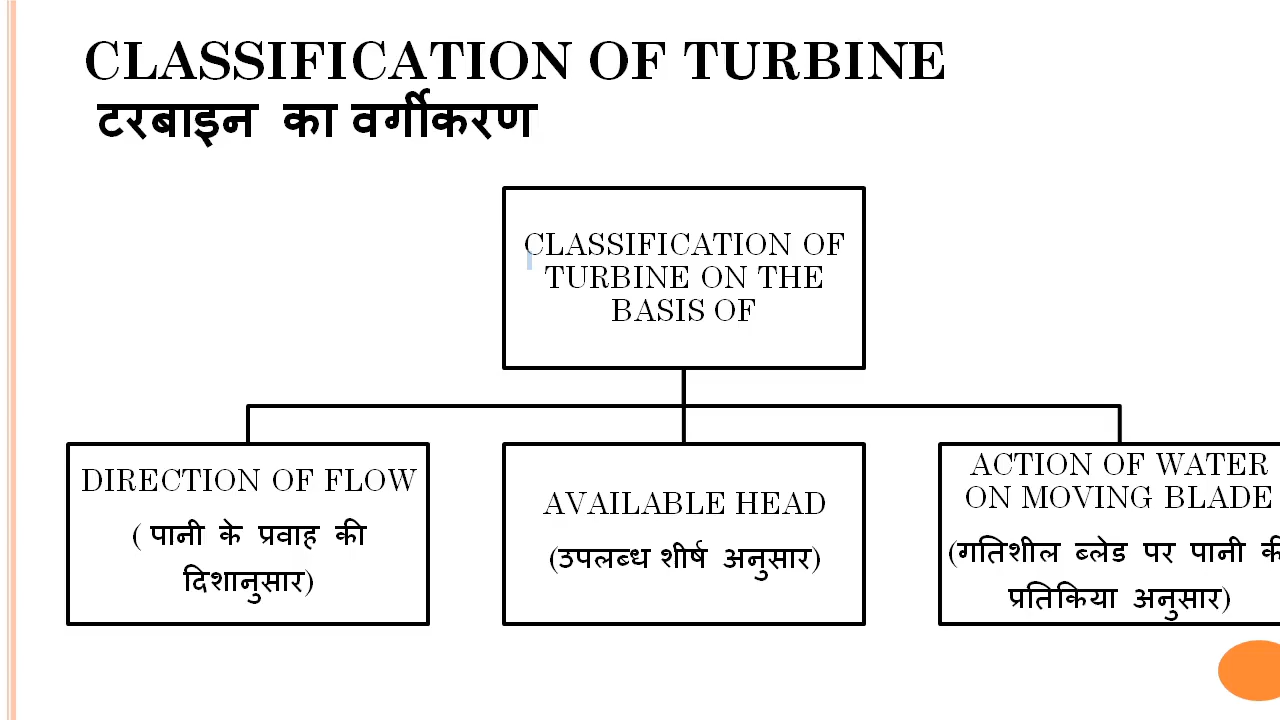 CLASSIFICATION OF TURBINE
टरबाइन का वर्गीकरण
CLASSIFICATION OF
TURBINE ON THE
BASIS OF
DIRECTION OF FLOW
( पानी के प्रवाह की
दिशानुसार)
AVAILABLE HEAD
(उपलब्ध शीर्ष अनुसार)
ACTION OF WATER
ON MOVING BLADE
(गतिशील ब्लेड पर पानी की
प्रतिकिया अनुसार)